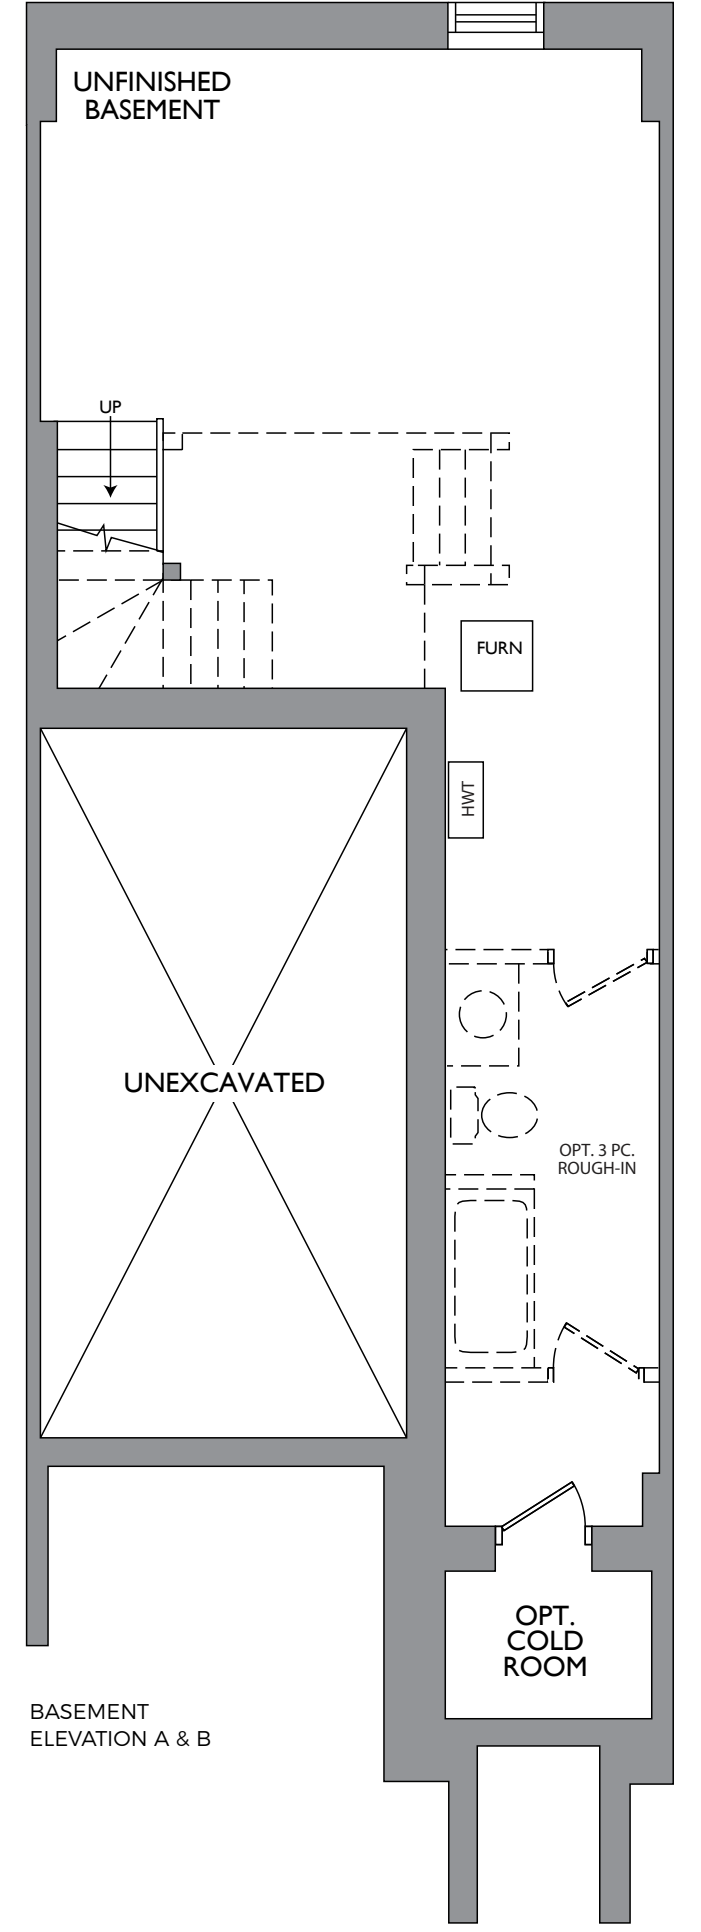 UNFINISHED
BASEMENT
UP
FURN
HWT
UNEXCAVATED
OPT. 3 PC.
ROUGH-IN
OPT.
COLD
ROOM
BASEMENT
ELEVATION A & B